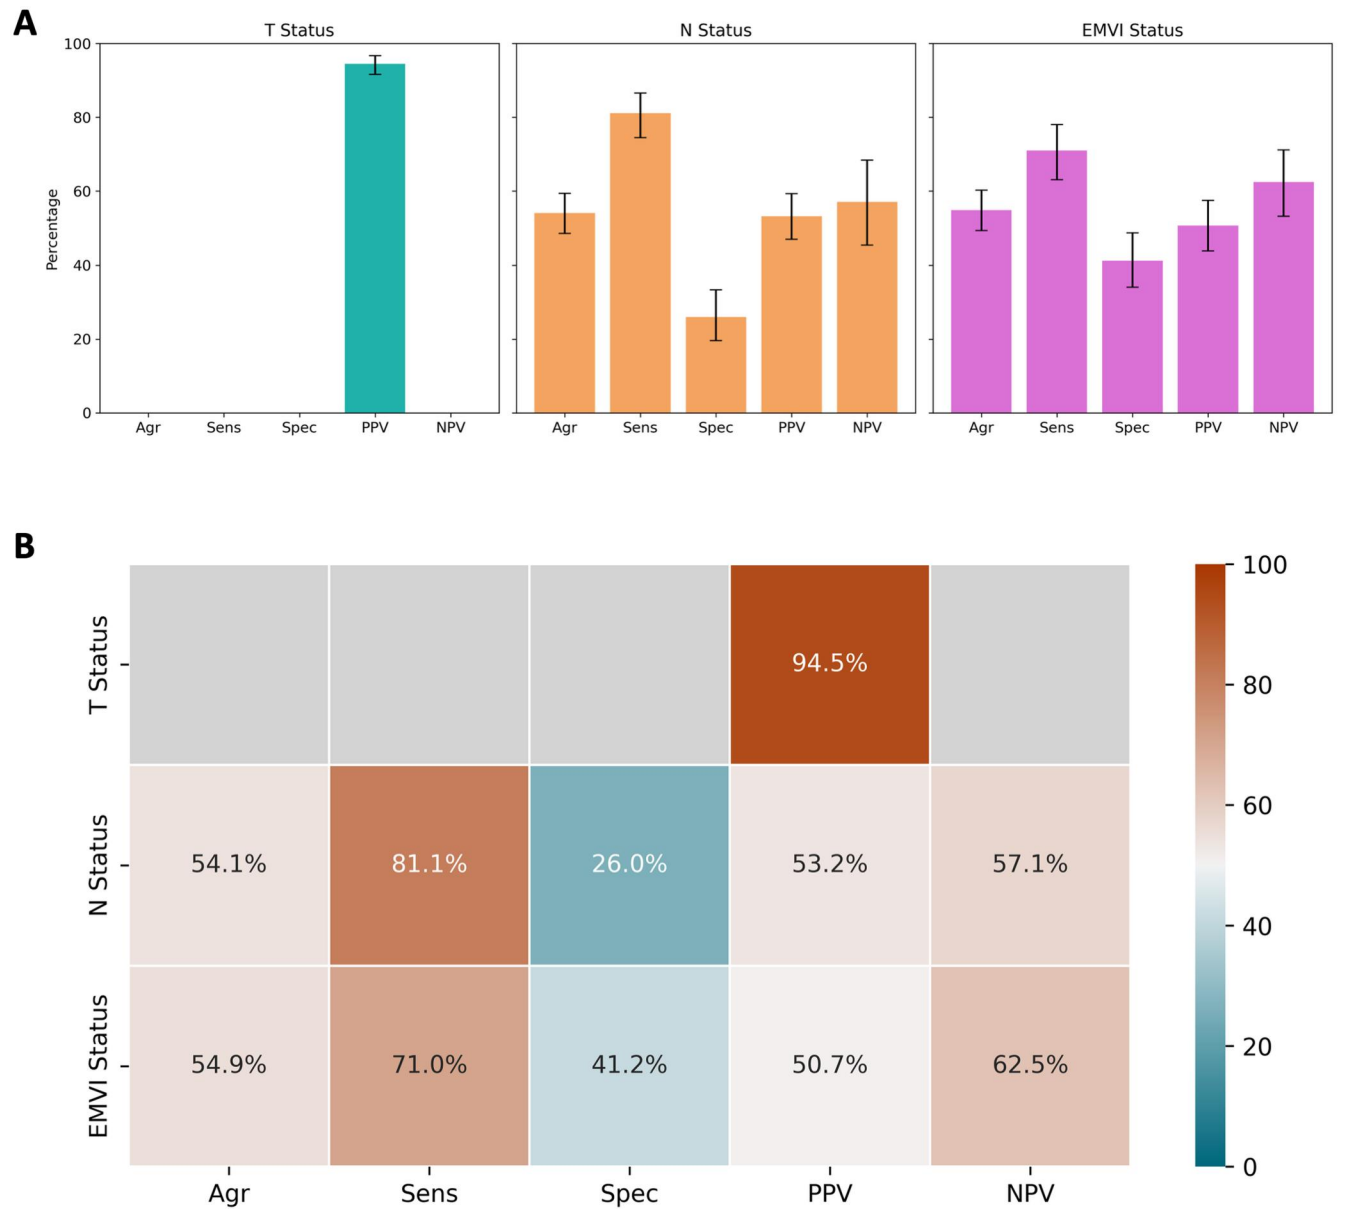 A
T Status
N Status
EMVI Status
Percentage
100
80
60
40
20
0
Agr Sens Spec PPV NPV
Agr Sens Spec PPV NPV
Agr Sens Spec PPV NPV
B
T Status
94.5%
N Status
54.1% 81.1% 26.0% 53.2% 57.1%
EMVI Status
54.9% 71.0% 41.2% 50.7% 62.5%
Agr Sens Spec PPV NPV
100
80
60
40
20
0